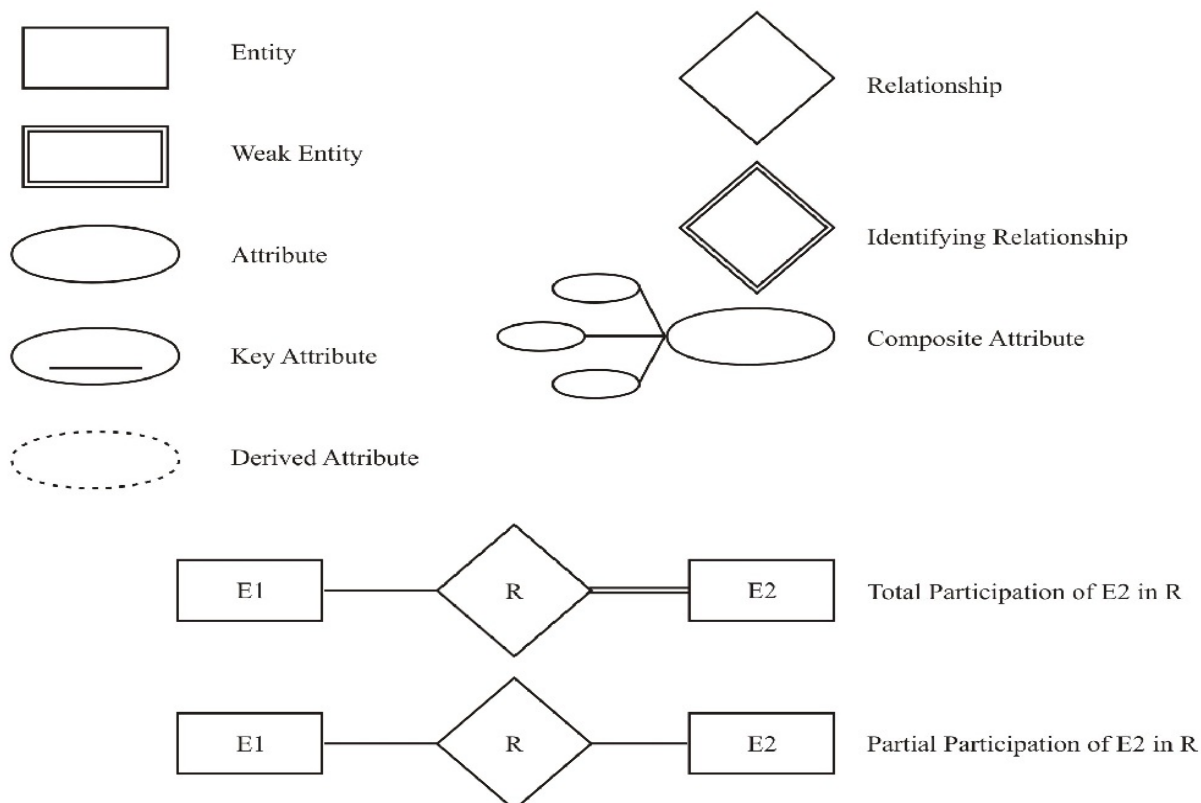 Entity
Relationship
Weak Entity
Identifying Relationship
Attribute
Composite Attribute
Key Attribute
Derived Attribute
E1 R E2 Total Participation of E2 in R
E1 R E2 Partial Participation of E2 in R